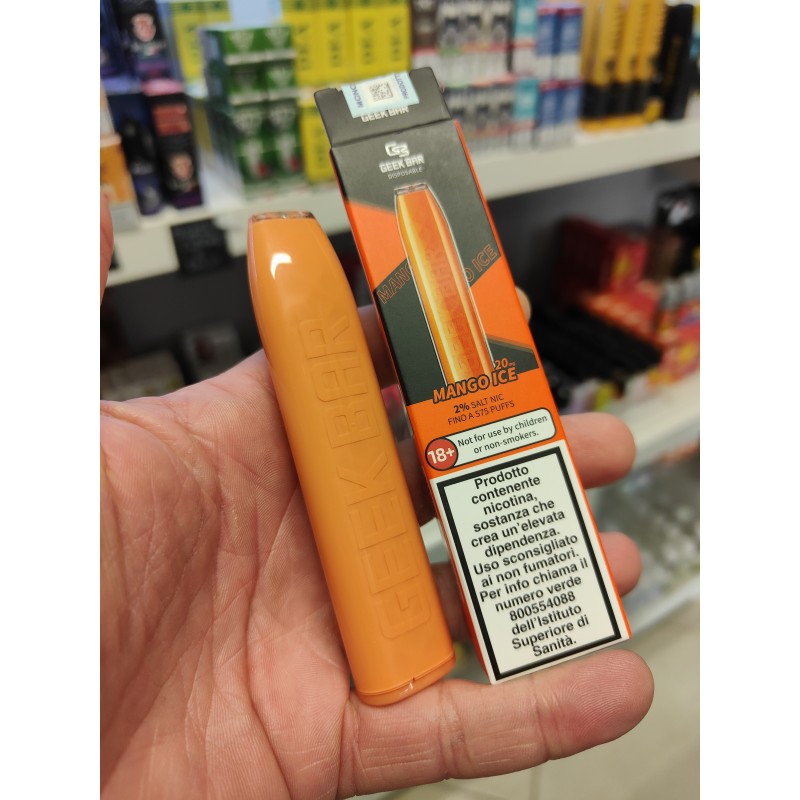 GEEK BAR
GEEK BAR
GEEK BAR
DISPOSABLE
MANGO ICE
20mg
MANGO ICE
2% SALT NIC
FINO A 575 PUFFS
18+
Not for use by children
or non-smokers.
Prodotto
contenente
nicotina,
sostanza che
crea un'elevata
dipendenza.
Uso sconsigliato
ai non fumatori.
Per info chiama il
numero verde
800554088
dell'Istituto
Superiore di
Sanità.